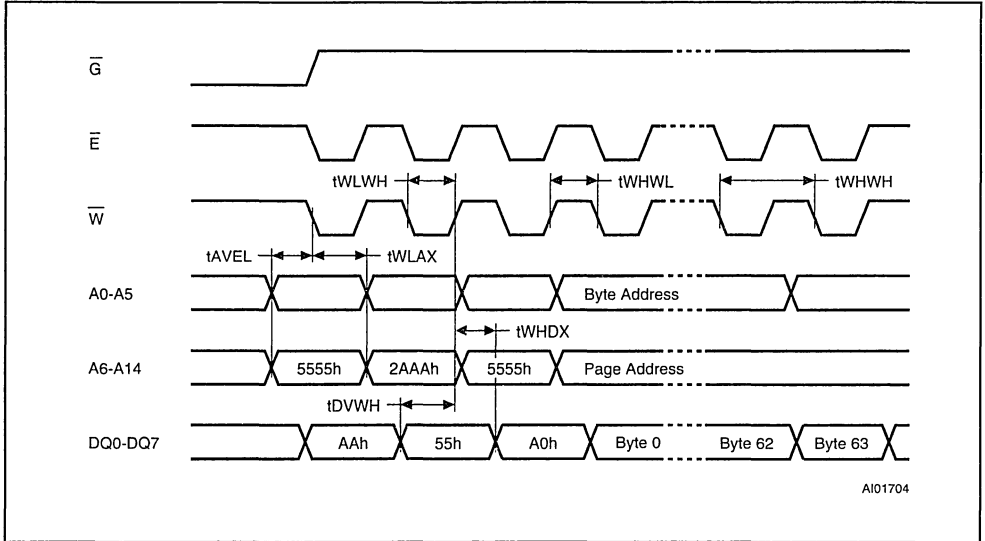 G
E
tWLWH tWHWL tWHWH
W
tAVEL tWLAX
A0-A5 Byte Address
tWHDX
A6-A14 5555h 2AAAh 5555h Page Address
tDVWH
DQ0-DQ7 AAh 55h A0h Byte 0 Byte 62 Byte 63
AI01704